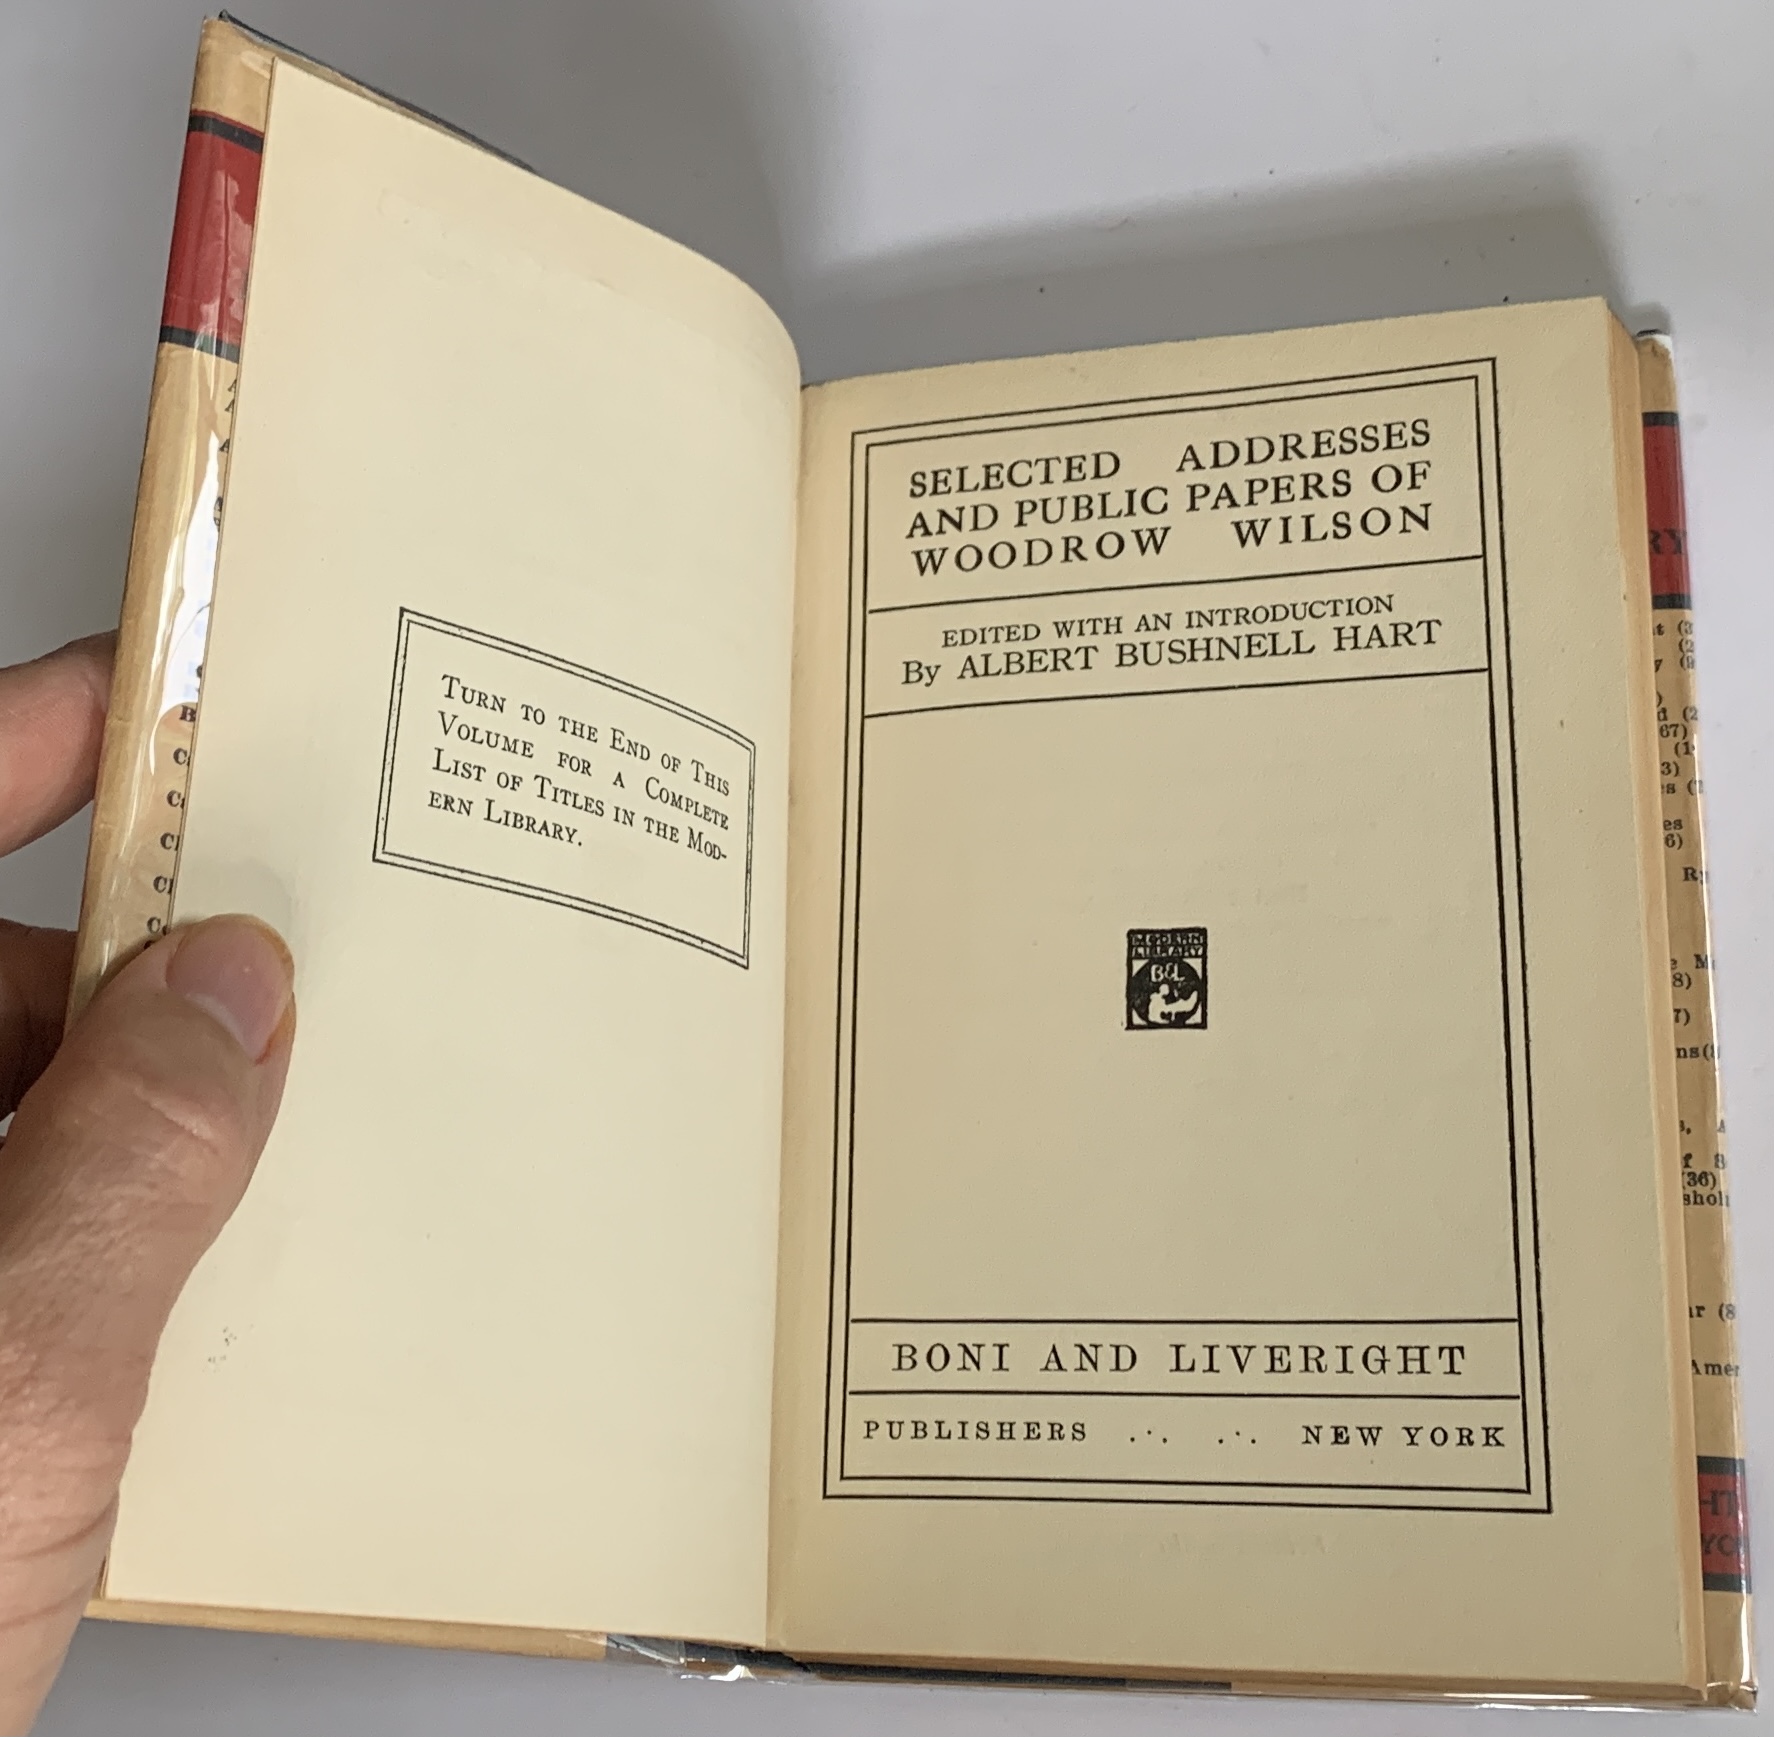 TURN TO THE END OF THIS
VOLUME FOR A COMPLETE
LIST OF TITLES IN THE MOD-
ERN LIBRARY.
SELECTED ADDRESSES
AND PUBLIC PAPERS OF
WOODROW WILSON
EDITED WITH AN INTRODUCTION
By ALBERT BUSHNELL HART
MODERN
LIBRARY
B&L
BONI AND LIVERIGHT
PUBLISHERS .·. .·. NEW YORK